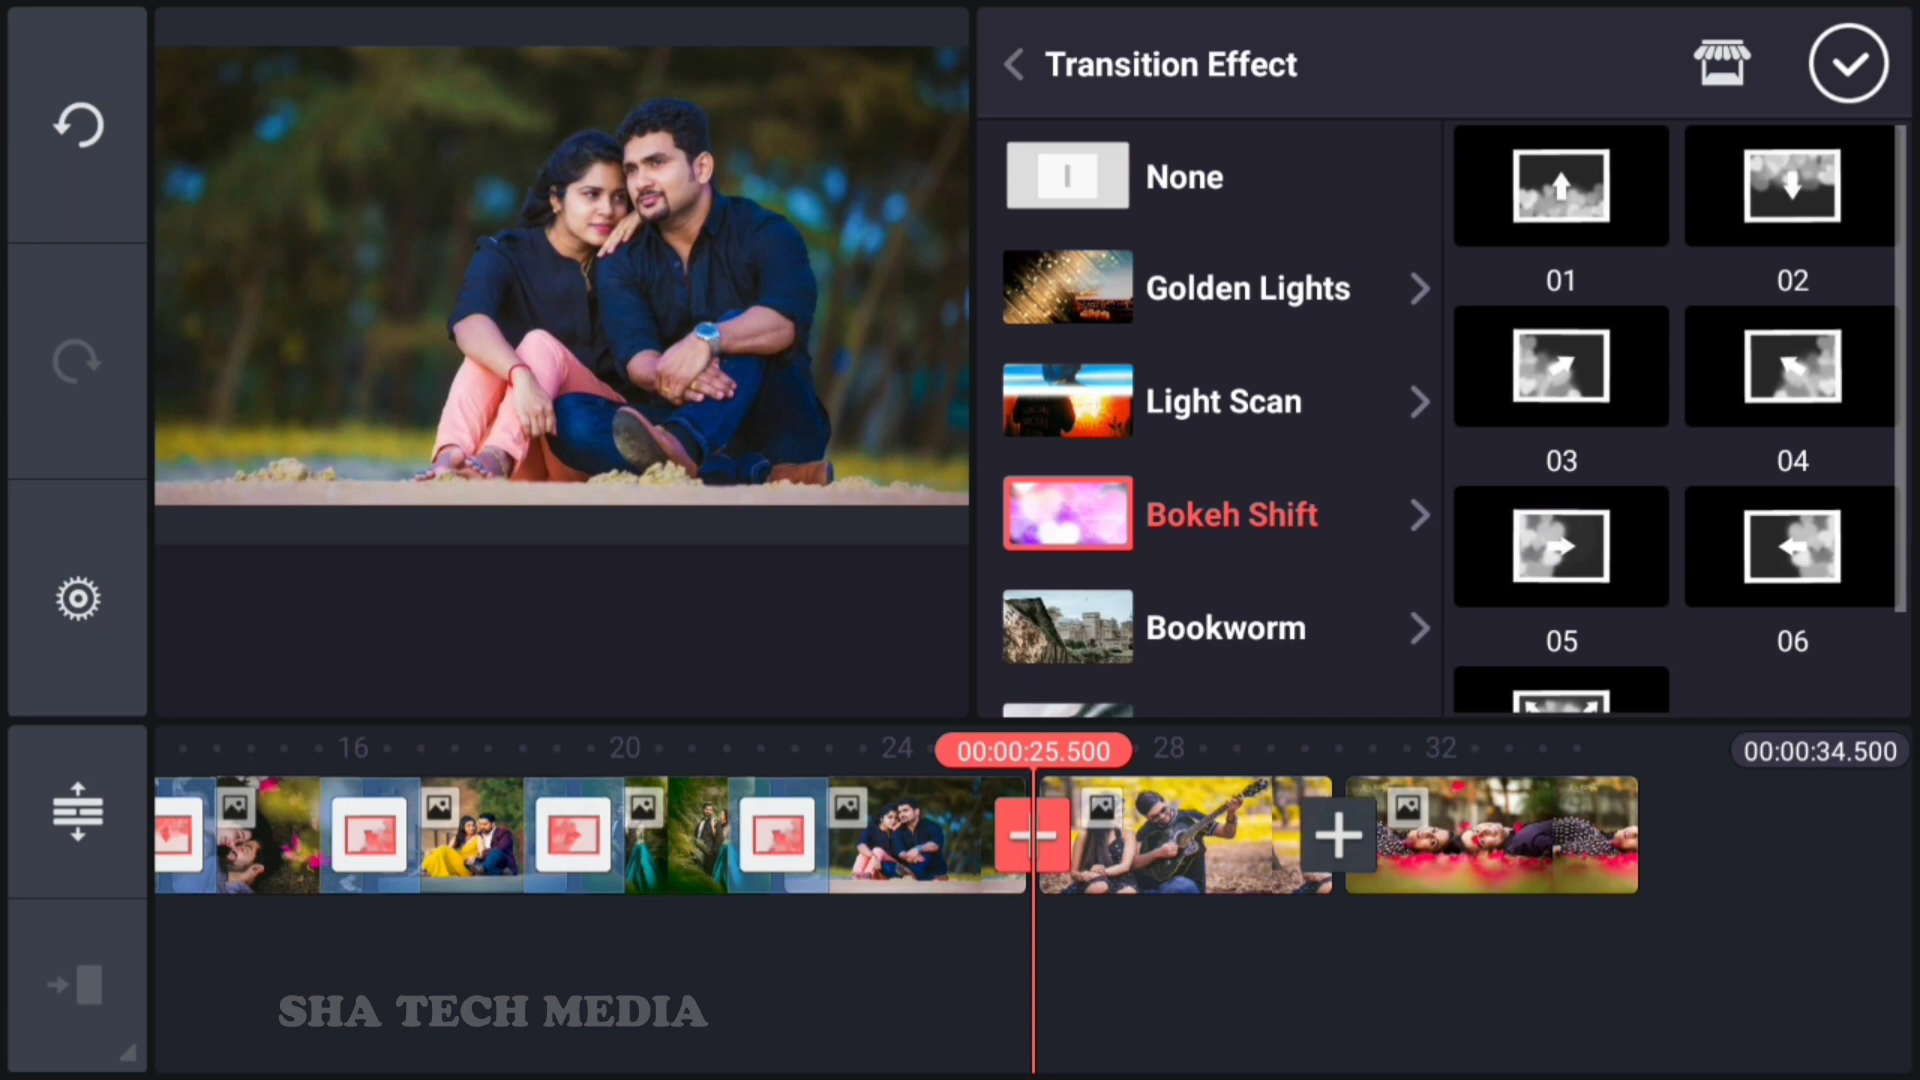 Transition Effect
None
Golden Lights
Light Scan
Bokeh Shift
Bookworm
01
02
03
04
05
06
16
20
24
00:00:25.500
28
32
00:00:34.500
SHA TECH MEDIA